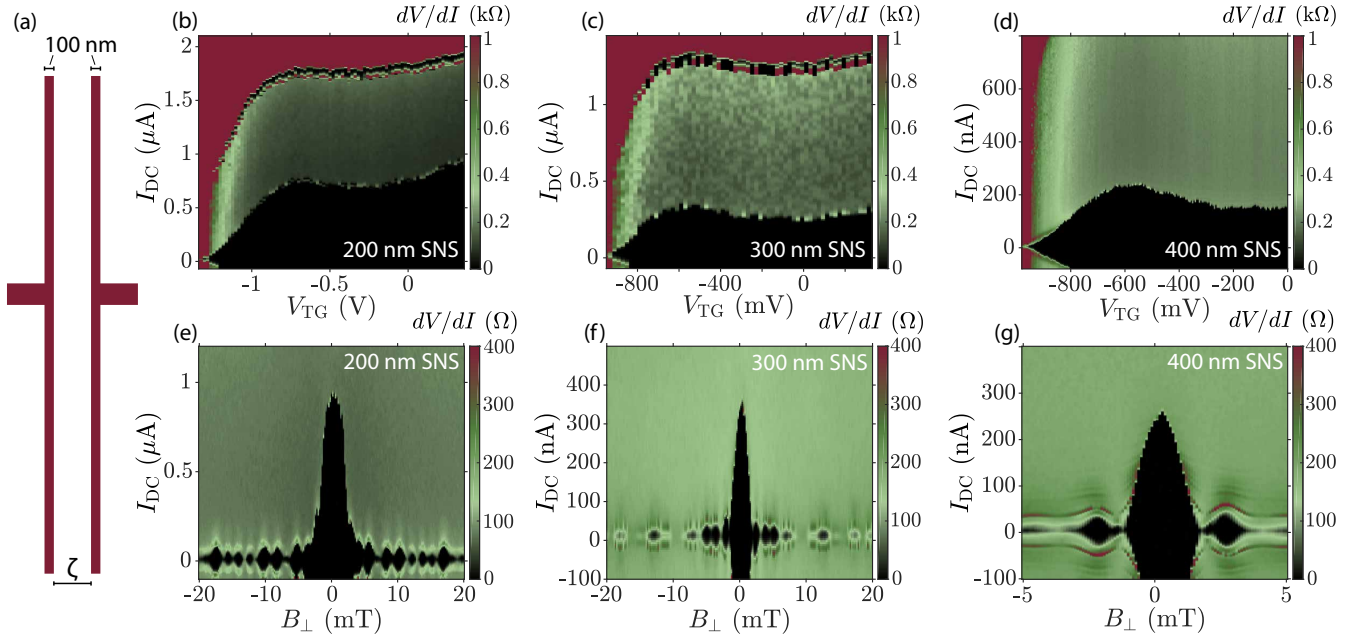 (a)
100 nm
ζ
(b)
dV/dI (kΩ)
2
1.5
1
0.5
0
I_DC (μA)
-1
-0.5
0
V_TG (V)
200 nm SNS
1
0.8
0.6
0.4
0.2
0
(c)
dV/dI (kΩ)
1
0.5
0
I_DC (μA)
-800
-400
0
V_TG (mV)
300 nm SNS
1
0.8
0.6
0.4
0.2
0
(d)
dV/dI (kΩ)
600
400
200
0
I_DC (nA)
-800
-600
-400
-200
0
V_TG (mV)
400 nm SNS
1
0.8
0.6
0.4
0.2
0
(e)
dV/dI (Ω)
200 nm SNS
1
0.5
0
I_DC (μA)
-20
-10
0
10
20
B_⊥ (mT)
400
300
200
100
0
(f)
dV/dI (Ω)
300 nm SNS
400
300
200
100
0
-100
I_DC (nA)
-20
-10
0
10
20
B_⊥ (mT)
400
300
200
100
0
(g)
dV/dI (Ω)
400 nm SNS
300
200
100
50
0
-50
-100
I_DC (nA)
-5
0
5
B_⊥ (mT)
400
300
200
100
0